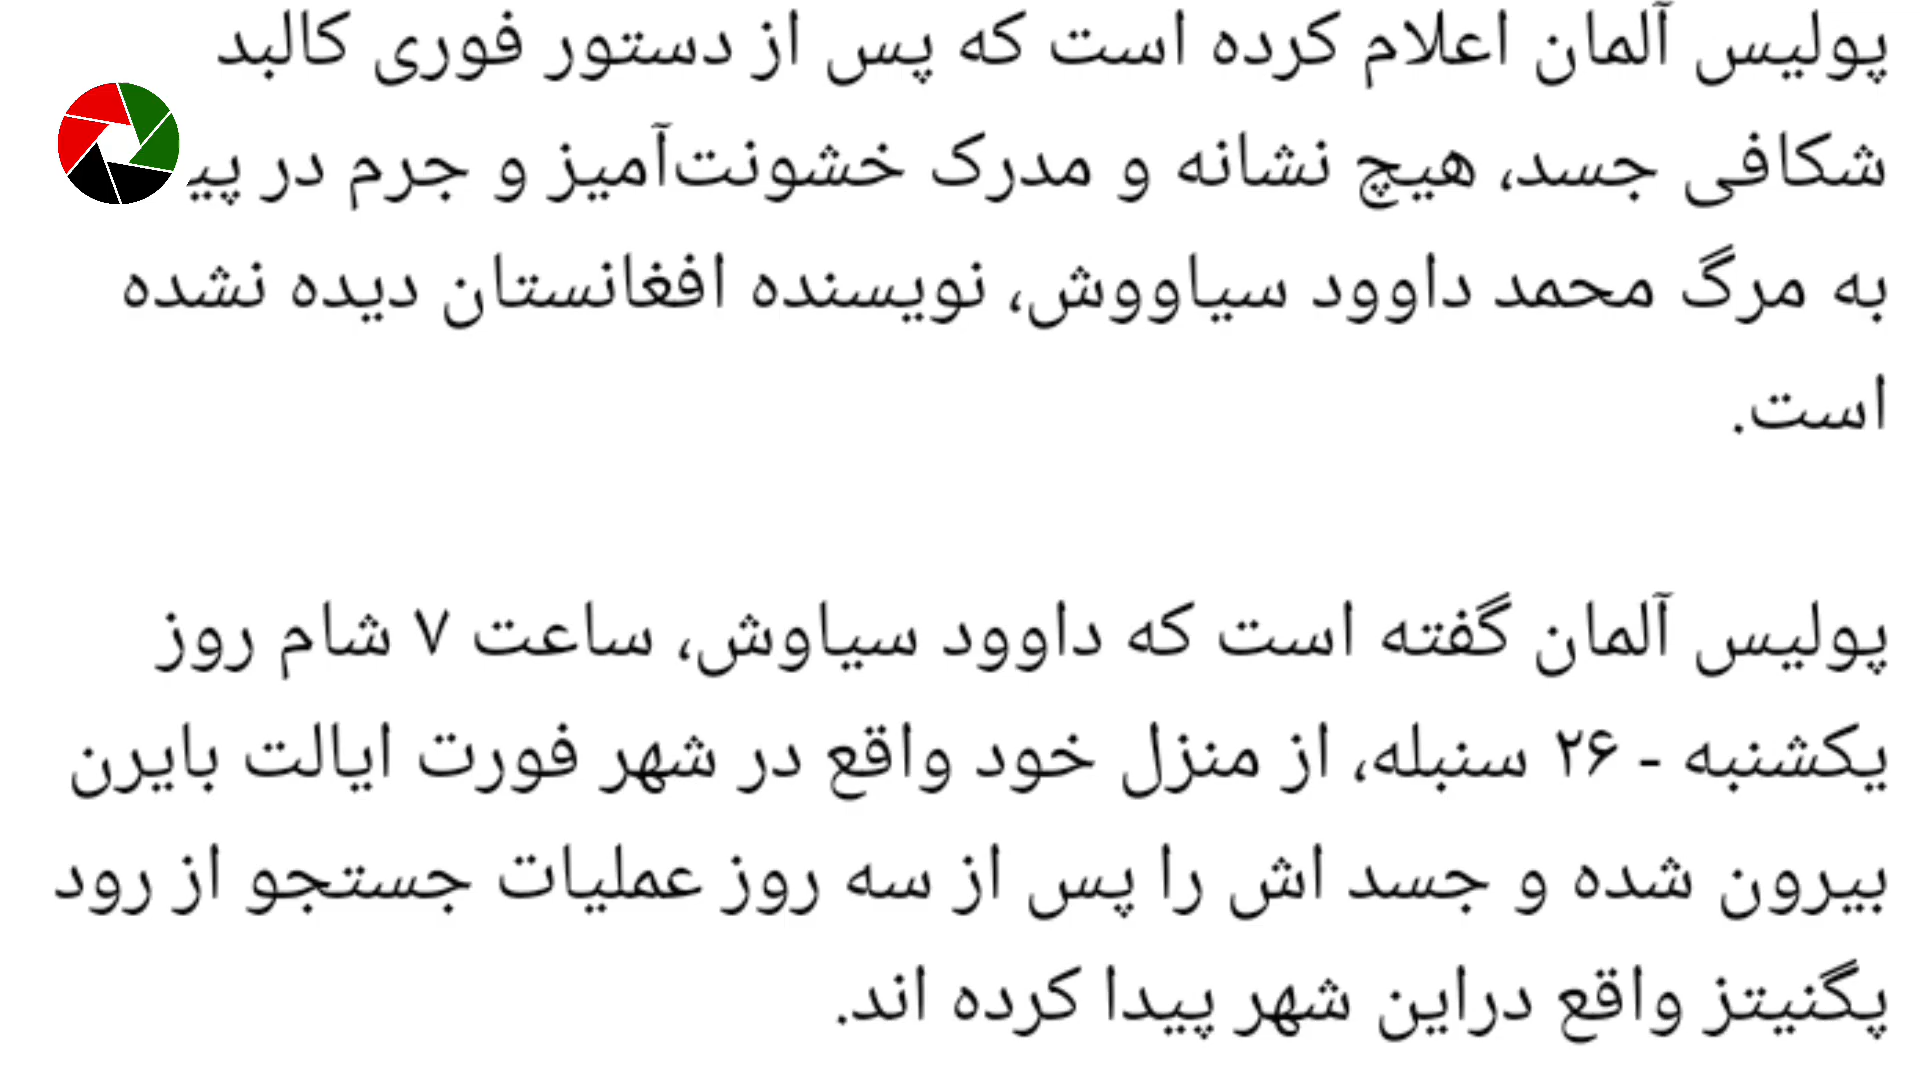 پولیس آلمان اعلام کرده است که پس از دستور فوری کالبد
شکافی جسد، هیچ نشانه و مدرک خشونت‌آمیز و جرم در
به مرگ محمد داوود سیاووش، نویسنده افغانستان دیده نشده
است.
پولیس آلمان گفته است که داوود سیاوش، ساعت ۷ شام روز
یکشنبه - ۲۶ سنبله، از منزل خود واقع در شهر فورت ایالت بایرن
بیرون شده و جسد اش را پس از سه روز عملیات جستجو از رود
پگنیتز واقع دراین شهر پیدا کرده اند.